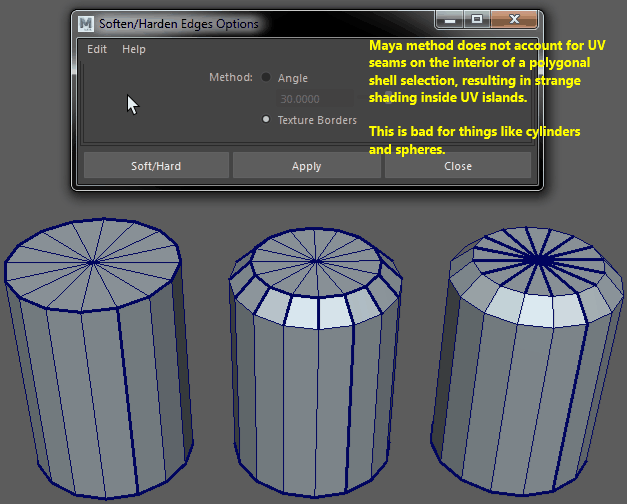 Soften/Harden Edges Options
Edit Help
Method: Angle
30.0000
Texture Borders
Soft/Hard Apply Close
Maya method does not account for UV
seams on the interior of a polygonal
shell selection, resulting in strange
shading inside UV islands.
This is bad for things like cylinders
and spheres.